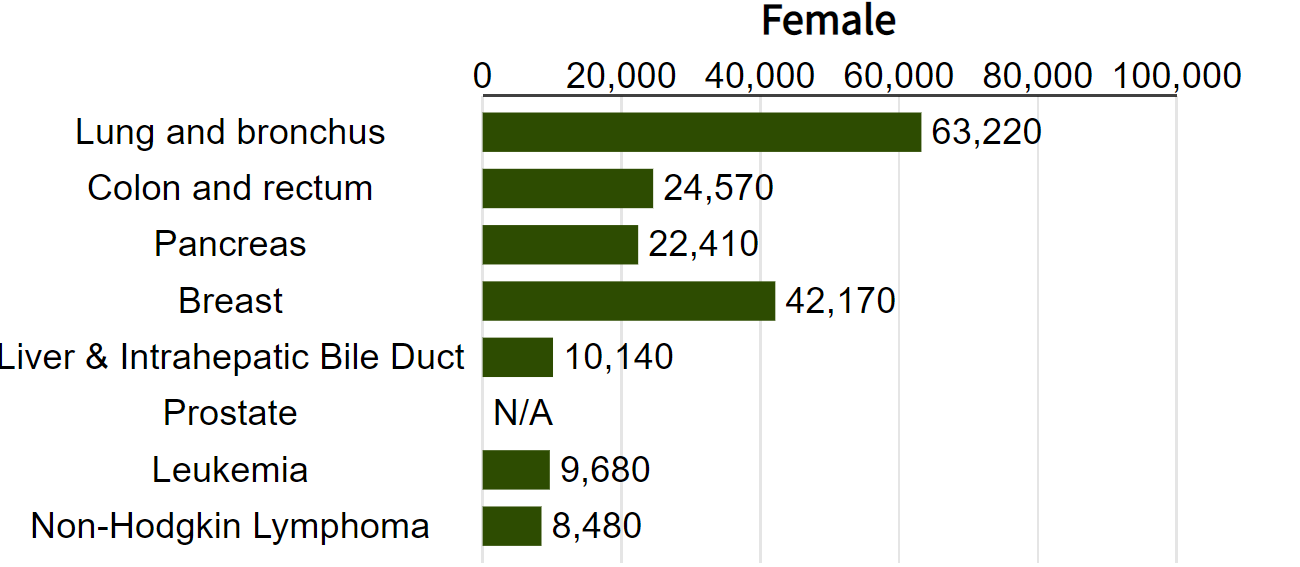 Female
0 20,000 40,000 60,000 80,000 100,000
Lung and bronchus 63,220
Colon and rectum 24,570
Pancreas 22,410
Breast 42,170
Liver & Intrahepatic Bile Duct 10,140
Prostate N/A
Leukemia 9,680
Non-Hodgkin Lymphoma 8,480